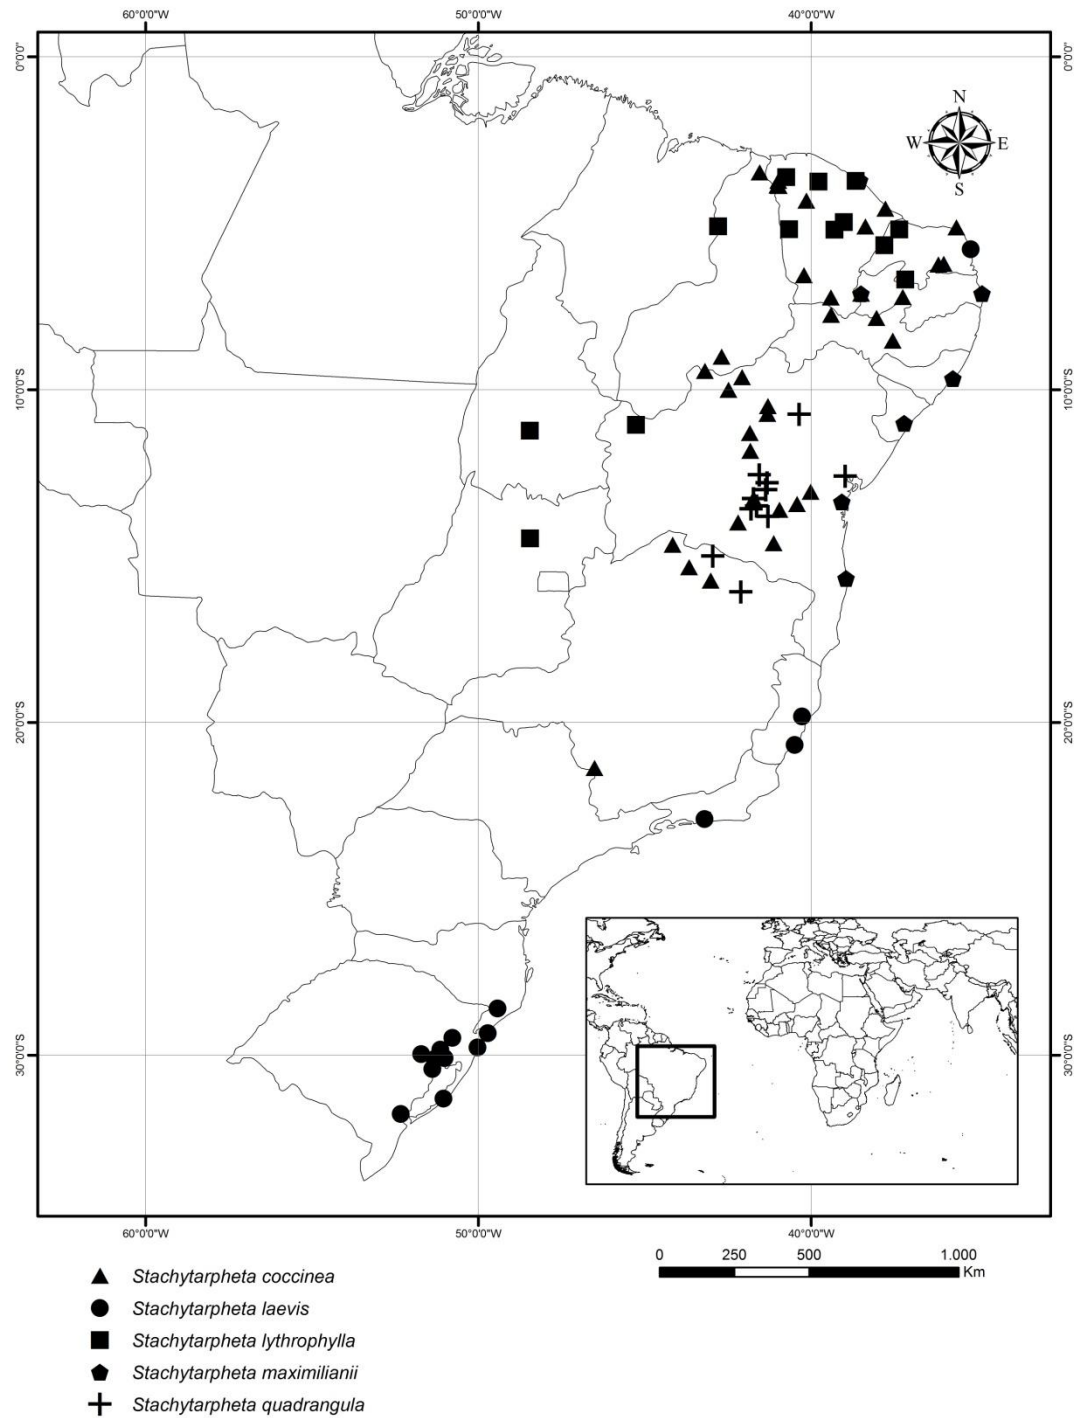 60°0'0"W 50°0'0"W 40°0'0"W
0°0'0" 0°0'0"
N
W E
S
10°0'0"S 10°0'0"S
20°0'0"S 20°0'0"S
30°0'0"S 30°0'0"S
60°0'0"W 50°0'0"W 40°0'0"W
0 250 500 1.000
Km
Stachytarpheta coccinea
Stachytarpheta laevis
Stachytarpheta lythrophylla
Stachytarpheta maximilianii
Stachytarpheta quadrangula